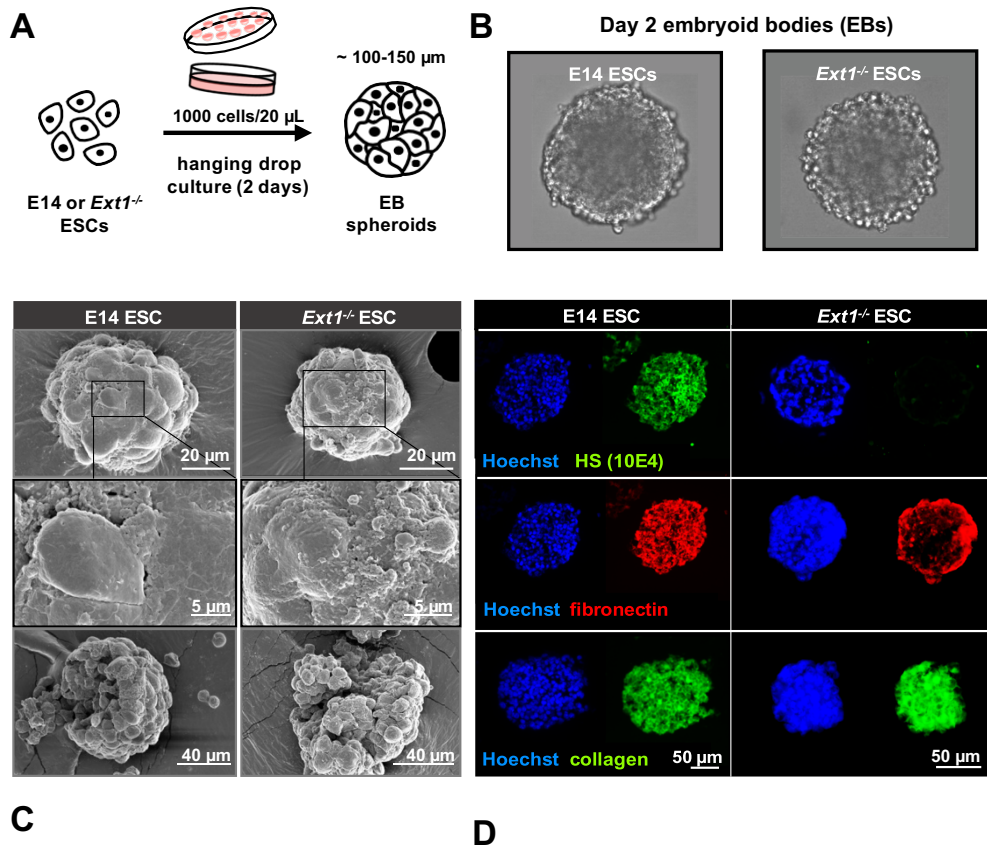 A
~ 100-150 µm
1000 cells/20 µL
hanging drop
culture (2 days)
E14 or Ext1-/-
ESCs
EB
spheroids
B
Day 2 embryoid bodies (EBs)
E14 ESCs
Ext1-/- ESCs
E14 ESC
Ext1-/- ESC
20 µm
20 µm
5 µm
5 µm
40 µm
40 µm
C
E14 ESC
Ext1-/- ESC
Hoechst HS (10E4)
Hoechst fibronectin
Hoechst collagen
50 µm
50 µm
D